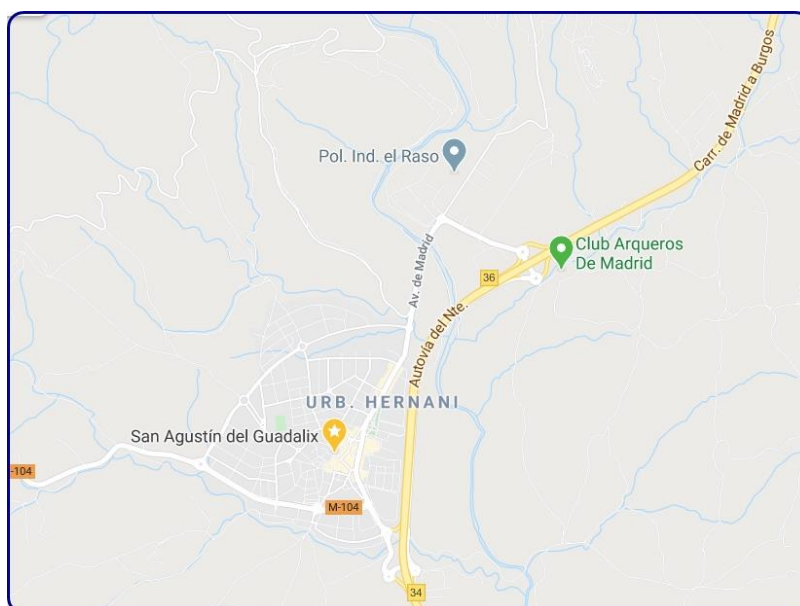 Carr. de Madrid a Burgos
Pol. Ind. el Raso
Av. de Madrid
Club Arqueros
De Madrid
36
Autovía del Nte.
URB. HERNANI
San Agustín del Guadalix
-104
M-104
34